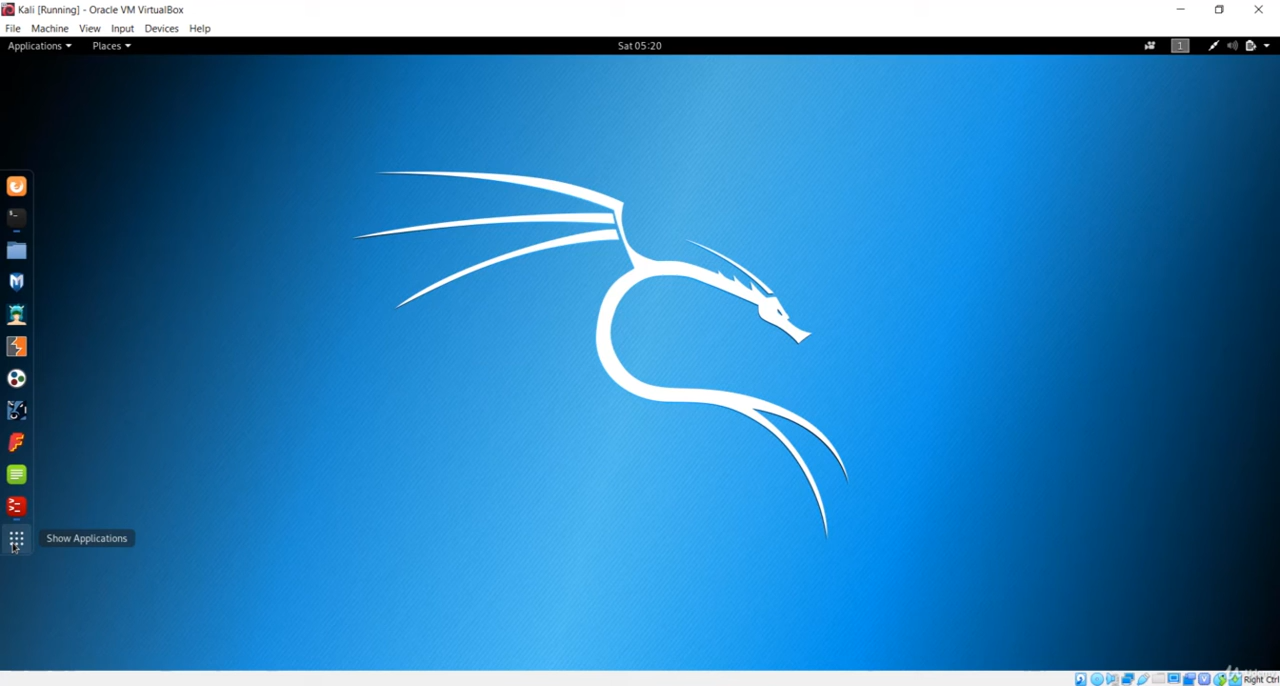 Kali [Running] - Oracle VM VirtualBox
File Machine View Input Devices Help
Applications Places Sat 05:20 1
Show Applications
Right Ctrl